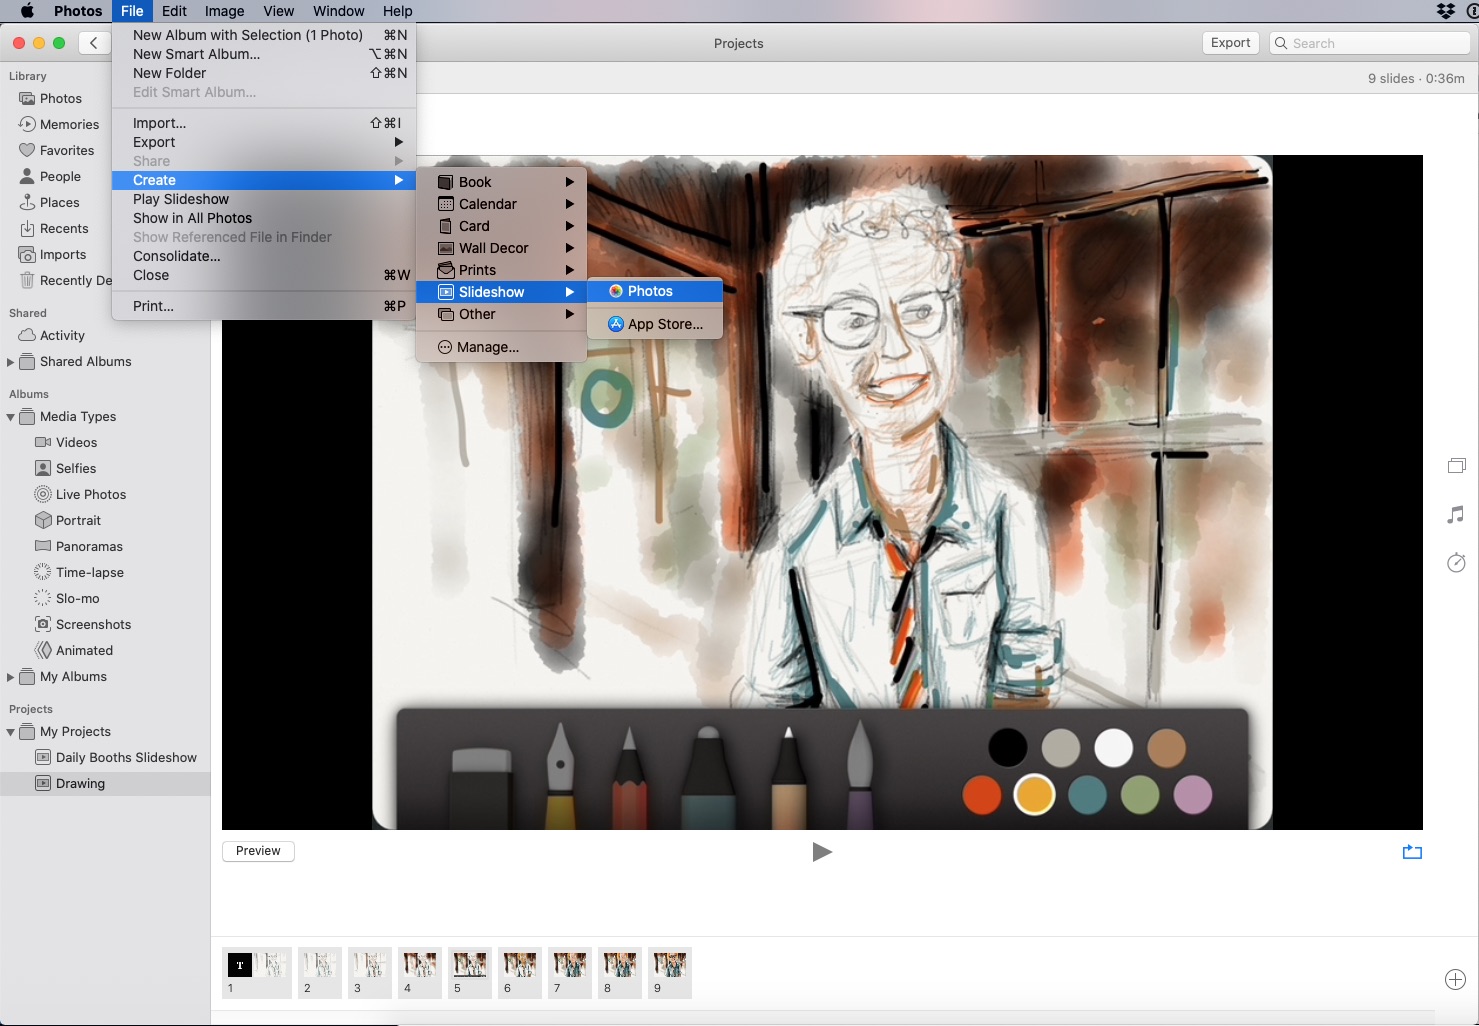 Photos File Edit Image View Window Help
Projects
Export
Search
9 slides · 0:36m
New Album with Selection (1 Photo) ⌘N
New Smart Album... ⌥⌘N
New Folder ⇧⌘N
Edit Smart Album...
Import... ⇧⌘I
Export
Share
Create
Play Slideshow
Show in All Photos
Show Referenced File in Finder
Consolidate...
Close ⌘W
Print... ⌘P
Book
Calendar
Card
Wall Decor
Prints
Slideshow
Other
Manage...
Photos
App Store...
Library
Photos
Memories
Favorites
People
Places
Recents
Imports
Recently De
Shared
Activity
Shared Albums
Albums
Media Types
Videos
Selfies
Live Photos
Portrait
Panoramas
Time-lapse
Slo-mo
Screenshots
Animated
My Albums
Projects
My Projects
Daily Booths Slideshow
Drawing
Preview
T
1 2 3 4 5 6 7 8 9